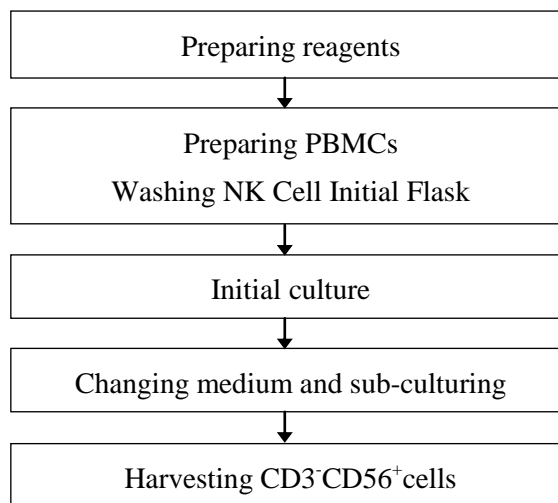 Preparing reagents
Preparing PBMCs
Washing NK Cell Initial Flask
Initial culture
Changing medium and sub-culturing
Harvesting CD3⁻CD56⁺cells